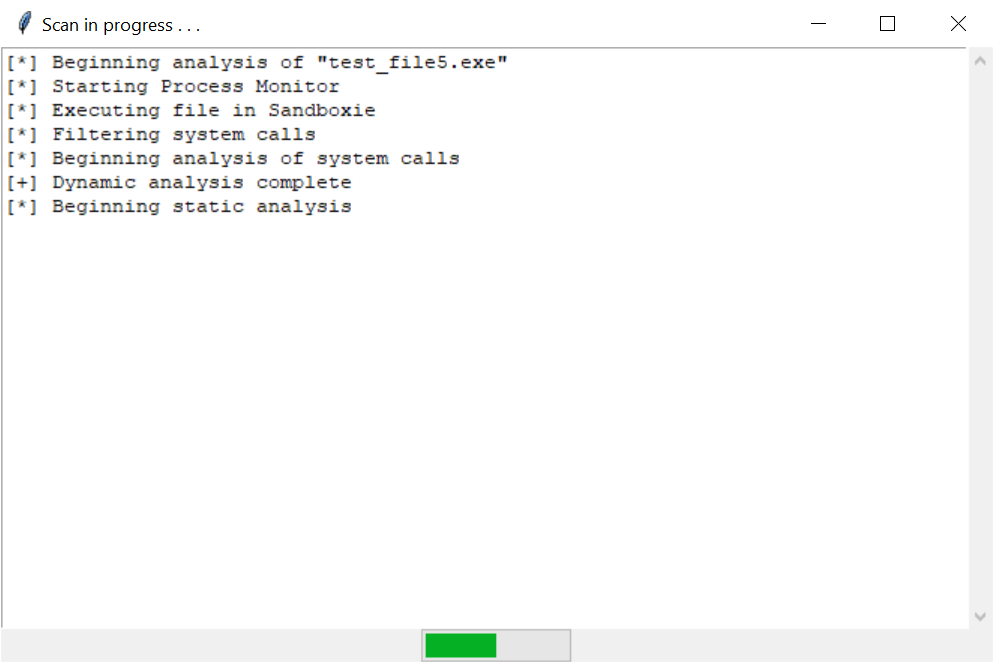 Scan in progress . . .
[*] Beginning analysis of "test_file5.exe"
[*] Starting Process Monitor
[*] Executing file in Sandboxie
[*] Filtering system calls
[*] Beginning analysis of system calls
[+] Dynamic analysis complete
[*] Beginning static analysis